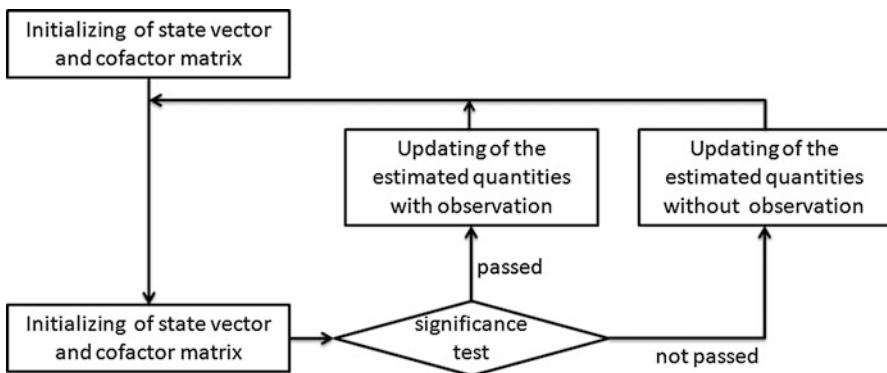 Initializing of state vector
and cofactor matrix
Updating of the
estimated quantities
with observation
Updating of the
estimated quantities
without observation
passed
Initializing of state vector
and cofactor matrix
significance
test
not passed